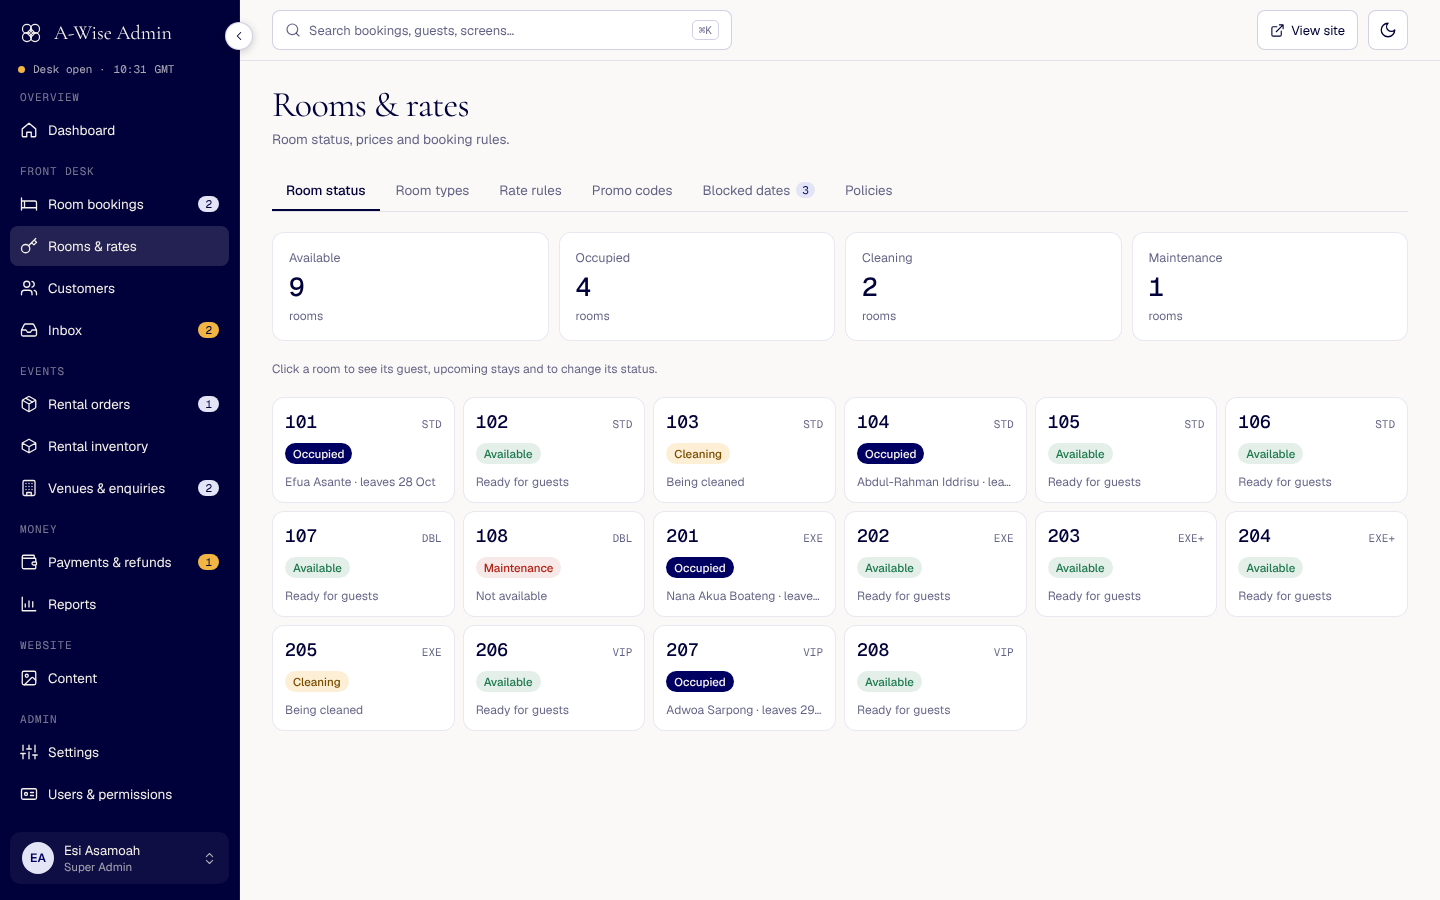 A-Wise Admin
Desk open · 10:31 GMT
OVERVIEW
Dashboard
FRONT DESK
Room bookings 2
Rooms & rates
Customers
Inbox 2
EVENTS
Rental orders 1
Rental inventory
Venues & enquiries 2
MONEY
Payments & refunds 1
Reports
WEBSITE
Content
ADMIN
Settings
Users & permissions
EA
Esi Asamoah
Super Admin
Search bookings, guests, screens... ⌘K
View site
Rooms & rates
Room status, prices and booking rules.
Room status Room types Rate rules Promo codes Blocked dates 3 Policies
Available Occupied Cleaning Maintenance
9 4 2 1
rooms rooms rooms rooms
Click a room to see its guest, upcoming stays and to change its status.
101 STD 102 STD 103 STD 104 STD 105 STD 106 STD
Occupied Available Cleaning Occupied Available Available
Efua Asante · leaves 28 Oct Ready for guests Being cleaned Abdul-Rahman Iddrisu · lea... Ready for guests Ready for guests
107 DBL 108 DBL 201 EXE 202 EXE 203 EXE+ 204 EXE+
Available Maintenance Occupied Available Available Available
Ready for guests Not available Nana Akua Boateng · leave... Ready for guests Ready for guests Ready for guests
205 EXE 206 VIP 207 VIP 208 VIP
Cleaning Available Occupied Available
Being cleaned Ready for guests Adwoa Sarpong · leaves 29... Ready for guests